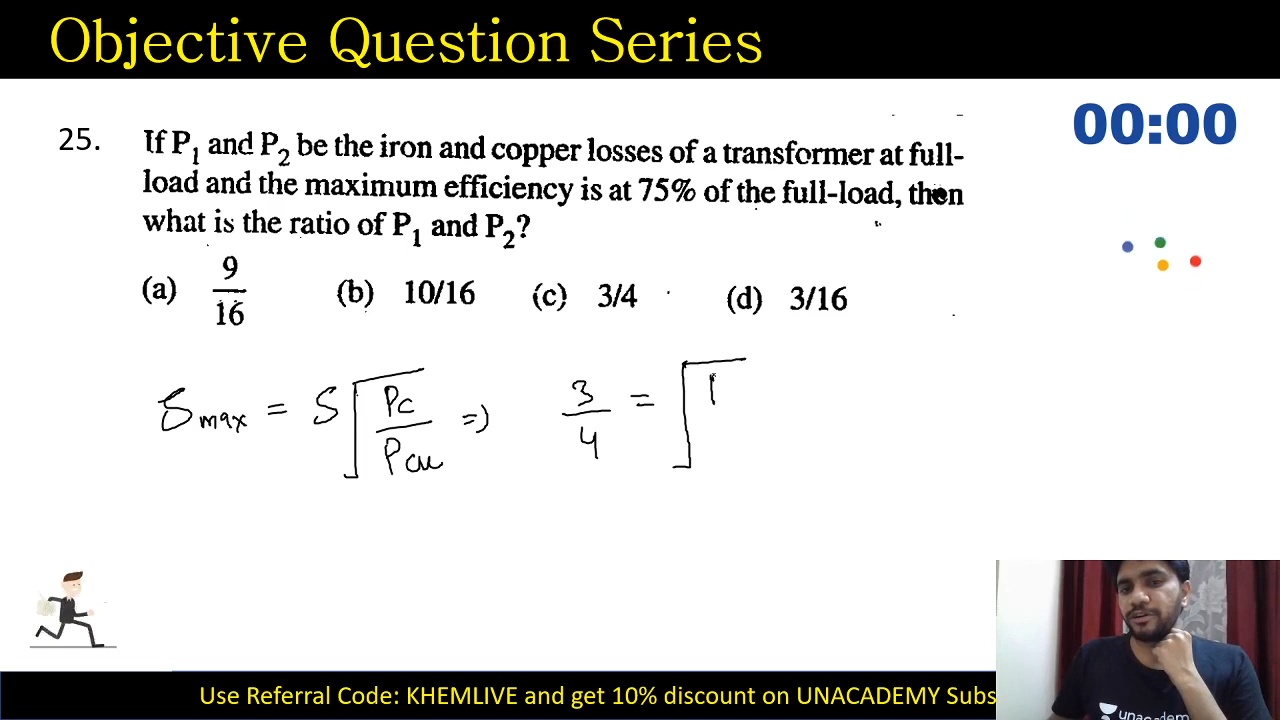 Objective Question Series
00:00
25. If P₁ and P₂ be the iron and copper losses of a transformer at full-
load and the maximum efficiency is at 75% of the full-load, then
what is the ratio of P₁ and P₂?
(a) 9/16 (b) 10/16 (c) 3/4 (d) 3/16
S max = S √(Pc/Pcu) => 3/4 = √
Use Referral Code: KHEMLIVE and get 10% discount on UNACADEMY Subs
unacadem